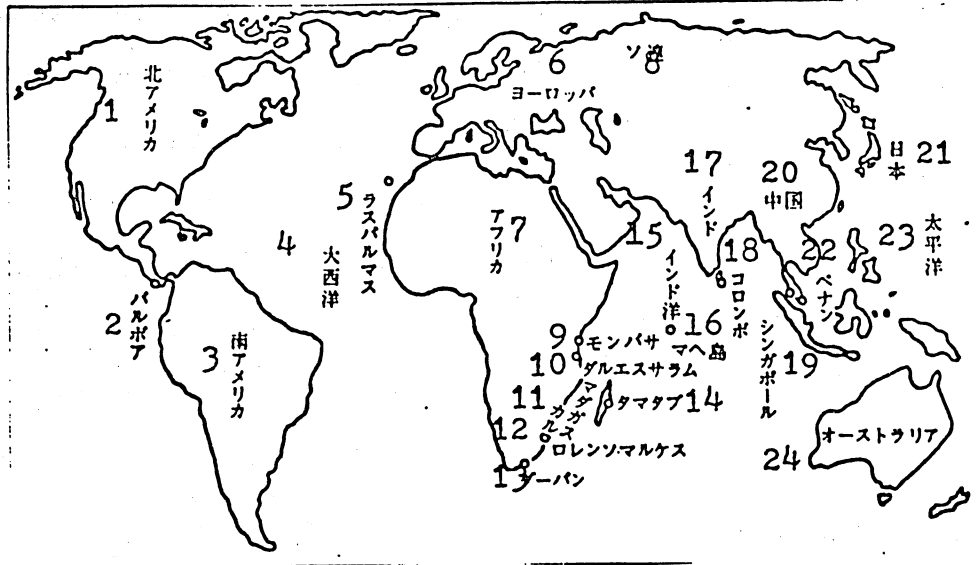 1
北アメリカ
2
バルボア
3
南アメリカ
4
大西洋
5
ラスパルマス
6
ヨーロッパ
7
アフリカ
8
ソ連
9
モンバサ
10
ダルエスサラム
11
マダガス
カル
12
ロレンソ.マルケス
13
ダーバン
14
タマタブ
15
インド洋
16
マヘ島
17
インド
18
コロンボ
19
シンガポール
20
中国
21
日本
22
ペナン
23
太平洋
24
オーストラリア